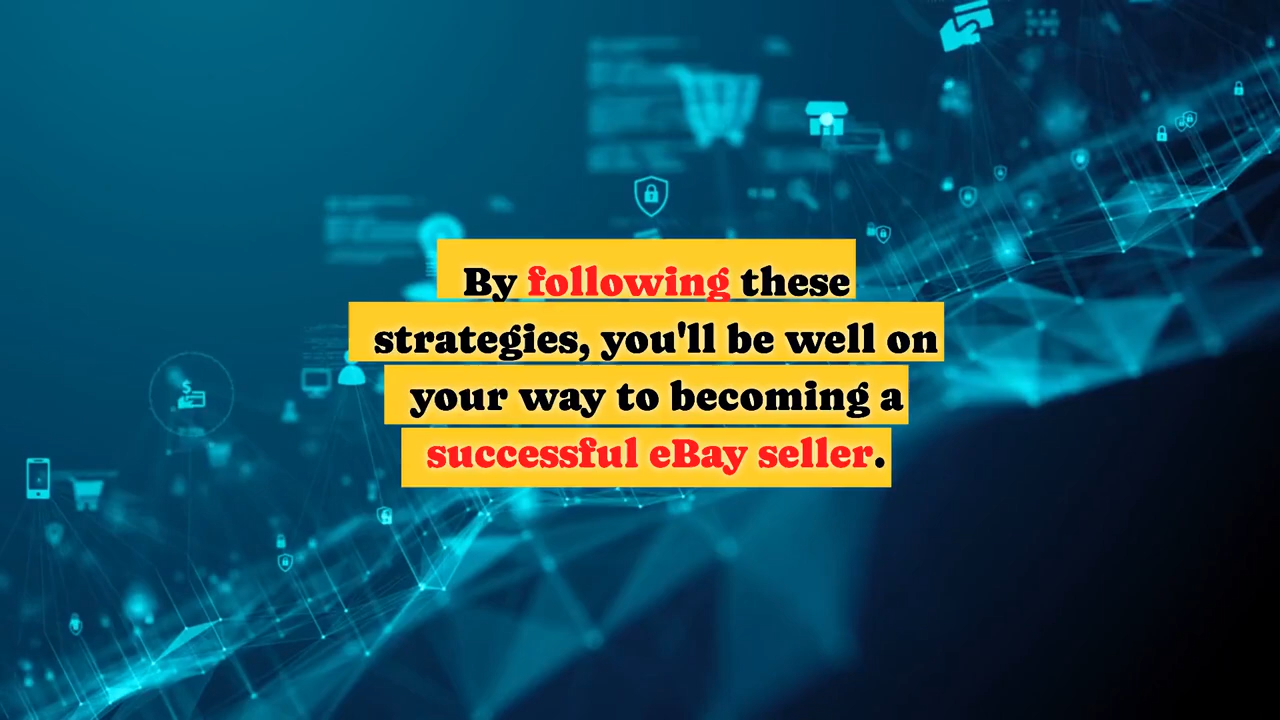 By following these
strategies, you'll be well on
your way to becoming a
successful eBay seller.